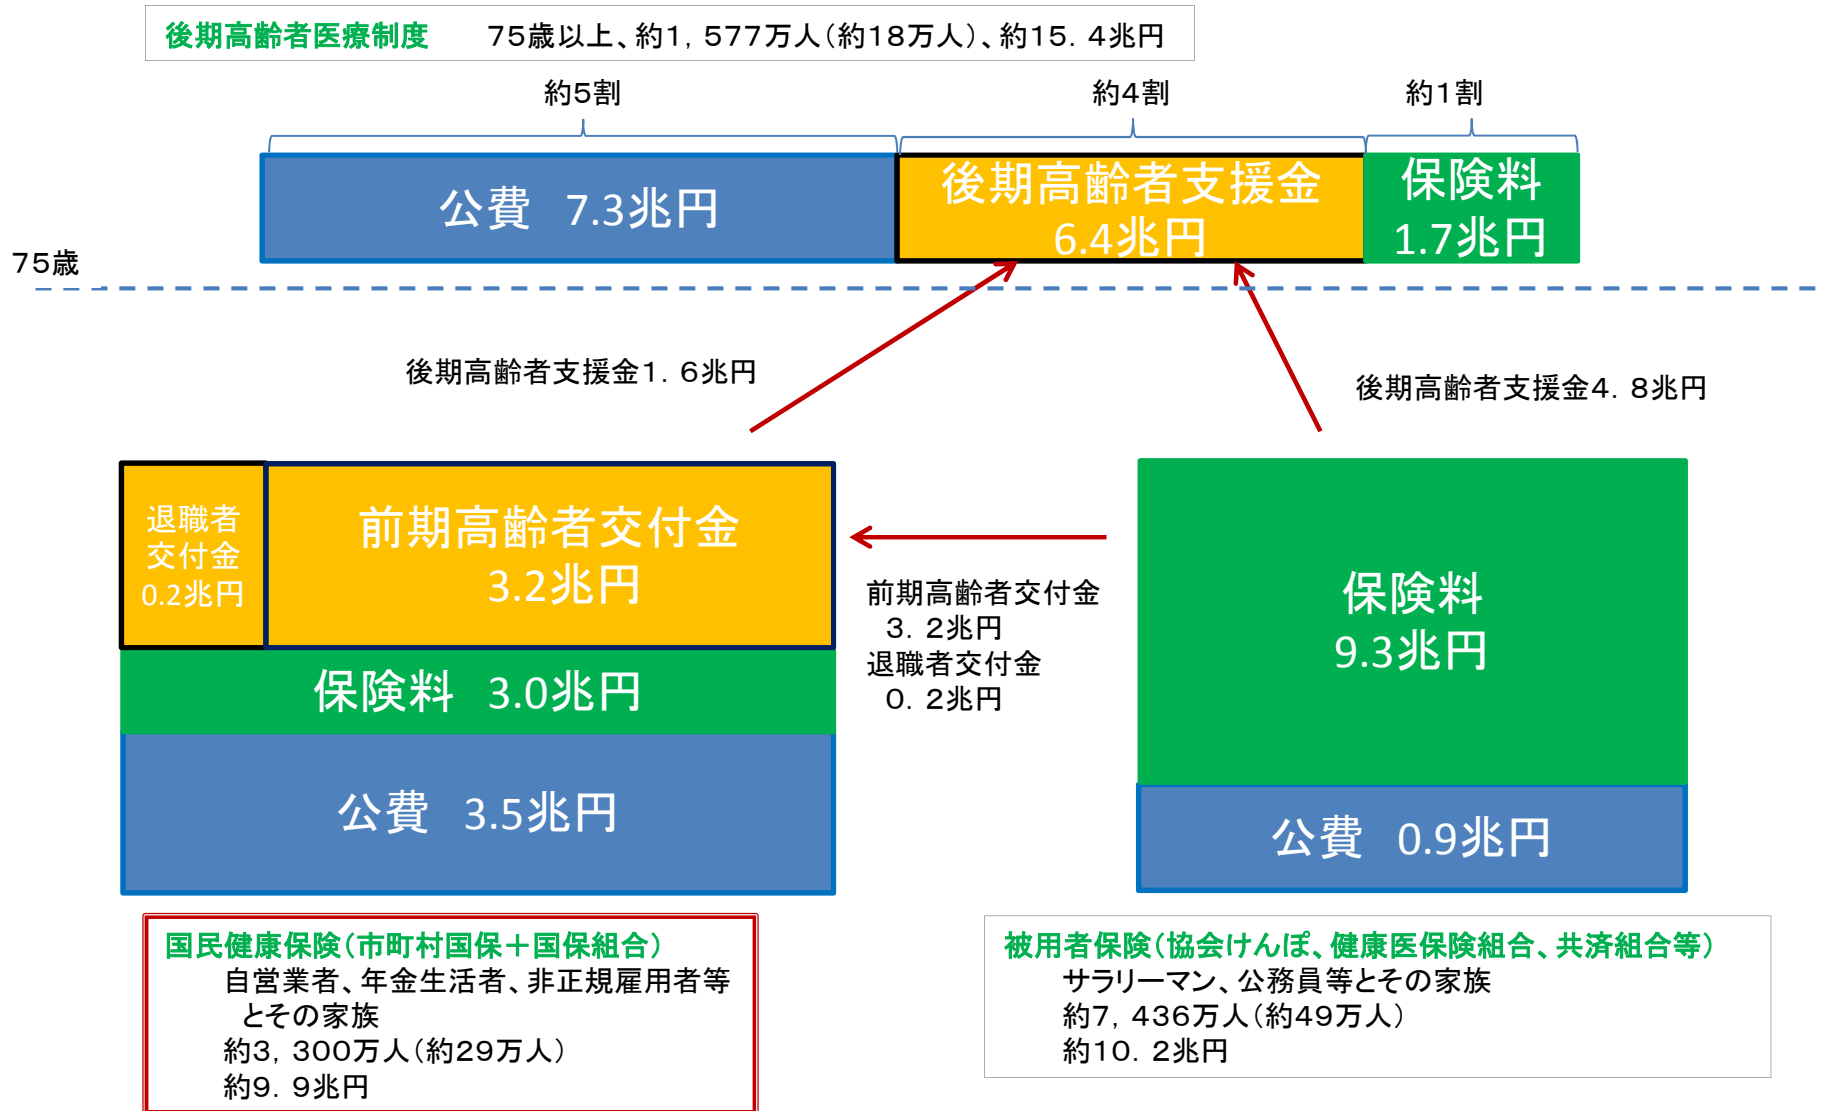 後期高齢者医療制度　75歳以上、約1,577万人（約18万人）、約15.4兆円
約5割
約4割
約1割
公費　7.3兆円
後期高齢者支援金
6.4兆円
保険料
1.7兆円
75歳
後期高齢者支援金1.6兆円
後期高齢者支援金4.8兆円
退職者
交付金
0.2兆円
前期高齢者交付金
3.2兆円
保険料　3.0兆円
公費　3.5兆円
前期高齢者交付金
3.2兆円
退職者交付金
0.2兆円
保険料
9.3兆円
公費　0.9兆円
国民健康保険（市町村国保＋国保組合）
自営業者、年金生活者、非正規雇用者等
とその家族
約3,300万人（約29万人）
約9.9兆円
被用者保険（協会けんぽ、健康医保険組合、共済組合等）
サラリーマン、公務員等とその家族
約7,436万人（約49万人）
約10.2兆円